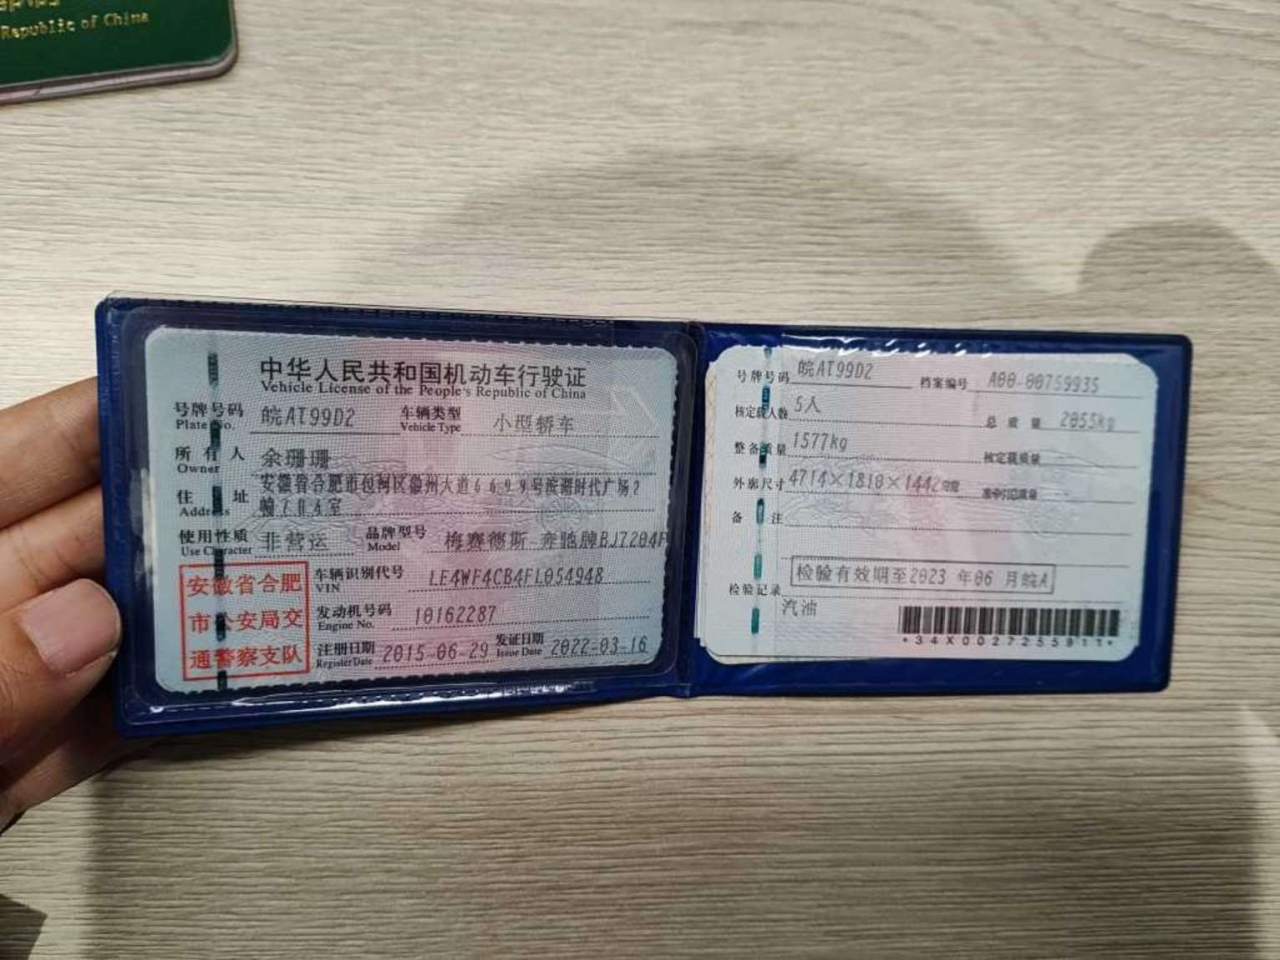 Republic of China
中华人民共和国机动车行驶证
Vehicle License of the People's Republic of China
号牌号码 皖AT99D2 车辆类型 小型轿车
Plate No. Vehicle Type
所有人 余珊珊
Owner
住址 安徽省合肥市包河区徽州大道6699号滨湖时代广场2
Address 幢704室
使用性质 非营运 品牌型号 梅赛德斯-奔驰牌BJ7204F
Use Character Model
安徽省合肥
市公安局交
通警察支队
车辆识别代号 LE4WF4CB4FL054948
VIN
发动机号码 10162287
Engine No.
注册日期 2015-06-29 发证日期 2022-03-16
Register Date Issue Date
号牌号码 皖AT99D2 档案编号 A00-00759935
核定载人数 5人 总质量 2055kg
整备质量 1577kg 核定载质量
外廓尺寸 4714×1810×1442mm 准牵引总质量 --
备注
检验有效期至2023年06月皖A
检验记录
汽油
*34X0027255911*